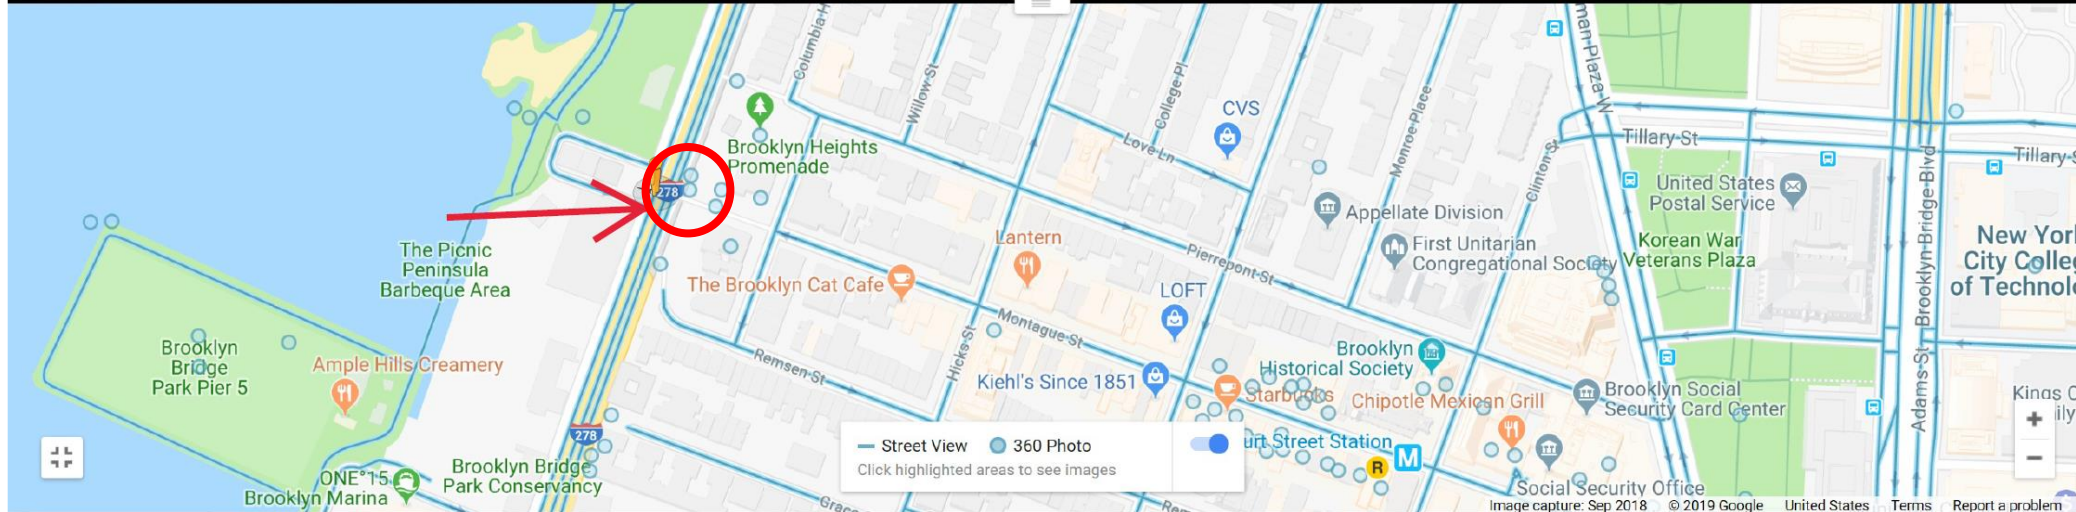 Columbia H
Willow St
College Pl
CVS
man Plaza W
Brooklyn Heights
Promenade
Love Ln
Monroe Place
Clinton St
Tillary St
Tillary S
278
United States
Postal Service
Appellate Division
First Unitarian
Congregational Society
Korean War
Veterans Plaza
Adams St
Brooklyn Bridge Blvd
New Yor
City Colleg
of Technol
The Picnic
Peninsula
Barbeque Area
Lantern
Pierrepont St
The Brooklyn Cat Cafe
LOFT
Montague St
Hicks St
Remsen St
Brooklyn
Bridge
Park Pier 5
Ample Hills Creamery
Kiehl's Since 1851
Brooklyn
Historical Society
Starbucks
Chipotle Mexican Grill
Brooklyn Social
Security Card Center
Kings C
ily
278
Street View
360 Photo
Click highlighted areas to see images
urt Street Station
M
R
ONE°15
Brooklyn Marina
Brooklyn Bridge
Park Conservancy
Social Security Office
Grace
Rem
+
−
Image capture: Sep 2018 © 2019 Google United States Terms Report a problem